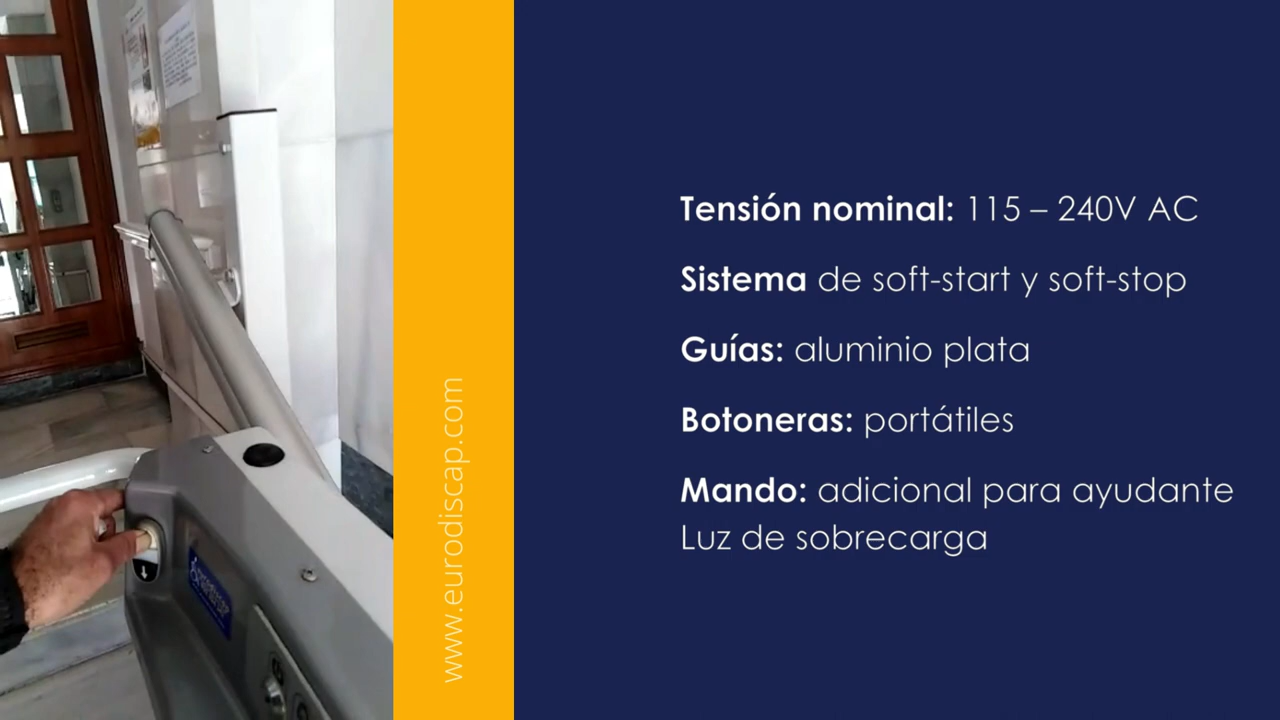 www.eurodiscap.com
Tensión nominal: 115 – 240V AC
Sistema de soft-start y soft-stop
Guías: aluminio plata
Botoneras: portátiles
Mando: adicional para ayudante
Luz de sobrecarga